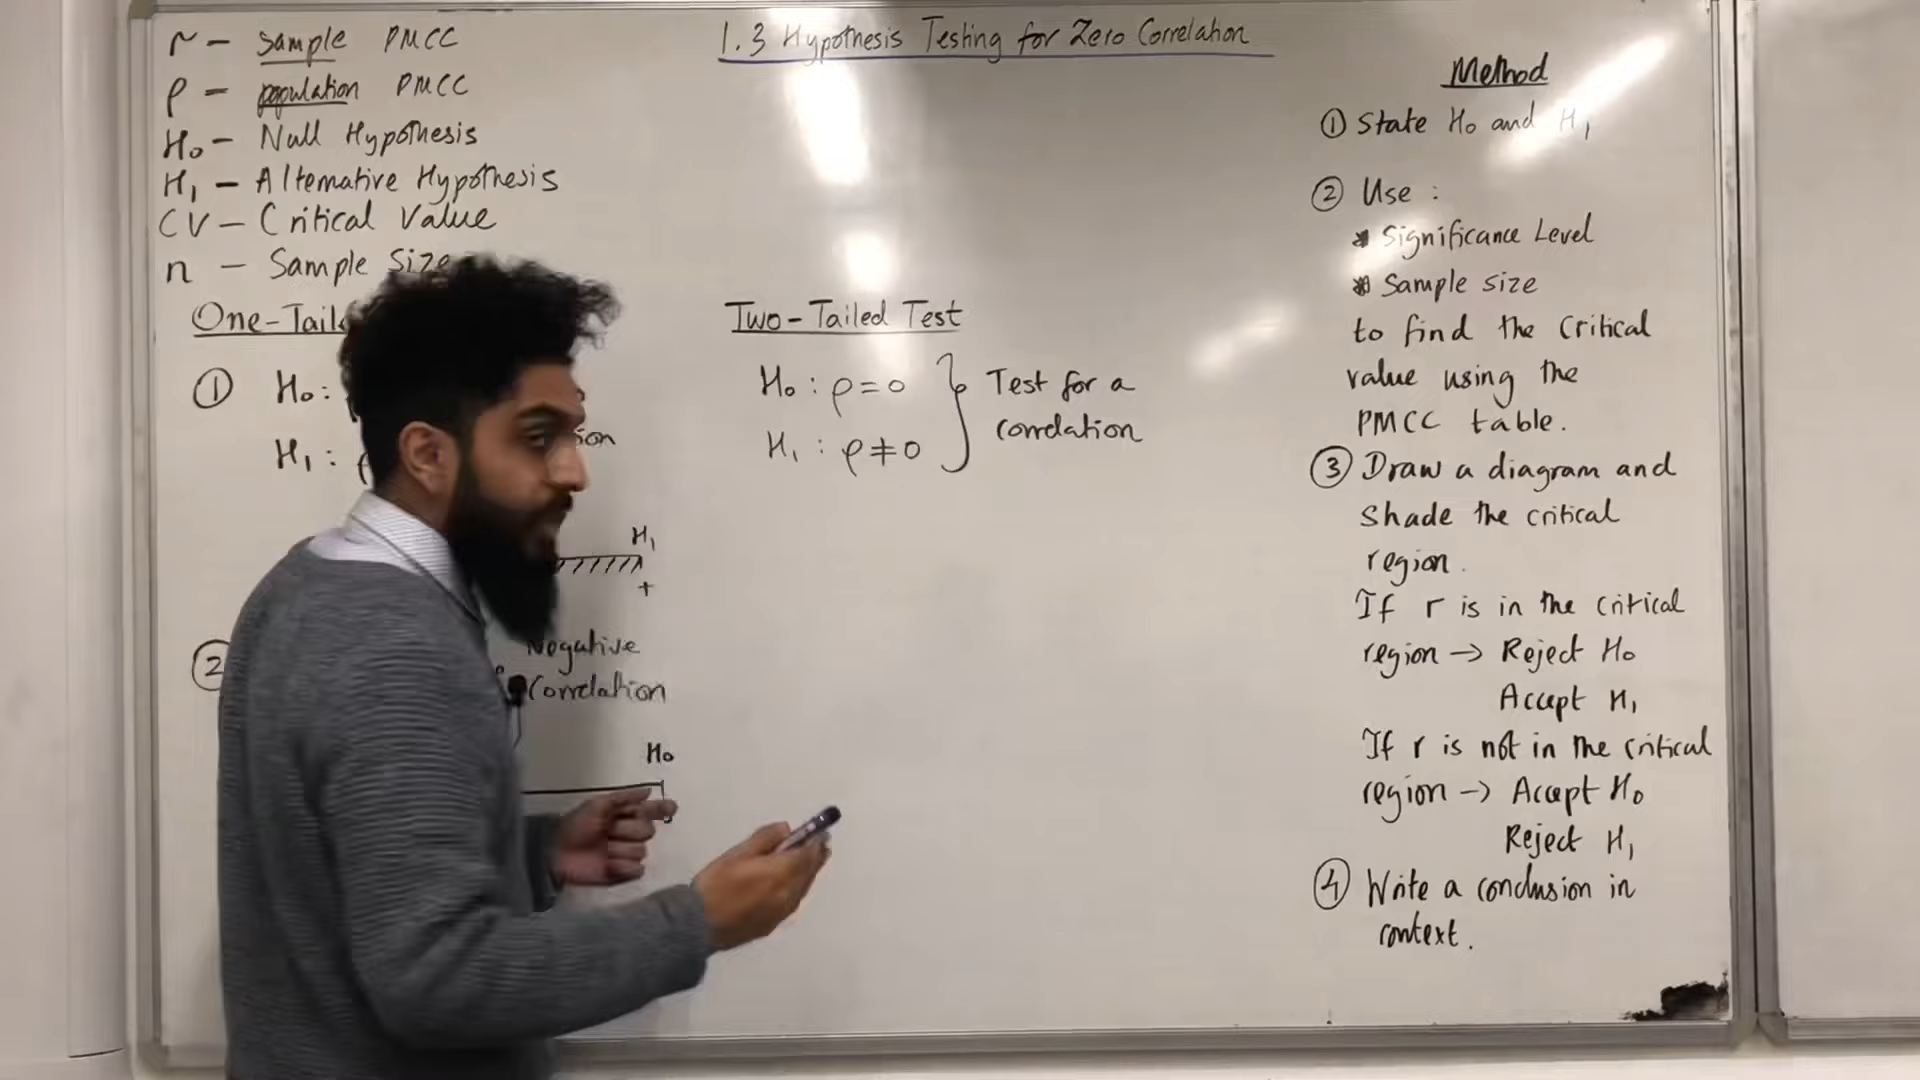 1.3 Hypothesis Testing for Zero Correlation
r - Sample PMCC
ρ - population PMCC
H₀ - Null Hypothesis
H₁ - Alternative Hypothesis
CV - Critical Value
n - Sample Size
One-Tail
① H₀:
H₁:
H₁
+
②
Negative
Correlation
H₀
Two-Tailed Test
H₀ : ρ = 0
H₁ : ρ ≠ 0
Test for a
correlation
Method
① State H₀ and H₁
② Use :
* Significance Level
* Sample size
to find the critical
value using the
PMCC table.
③ Draw a diagram and
shade the critical
region.
If r is in the critical
region → Reject H₀
Accept H₁
If r is not in the critical
region → Accept H₀
Reject H₁
④ Write a conclusion in
context.